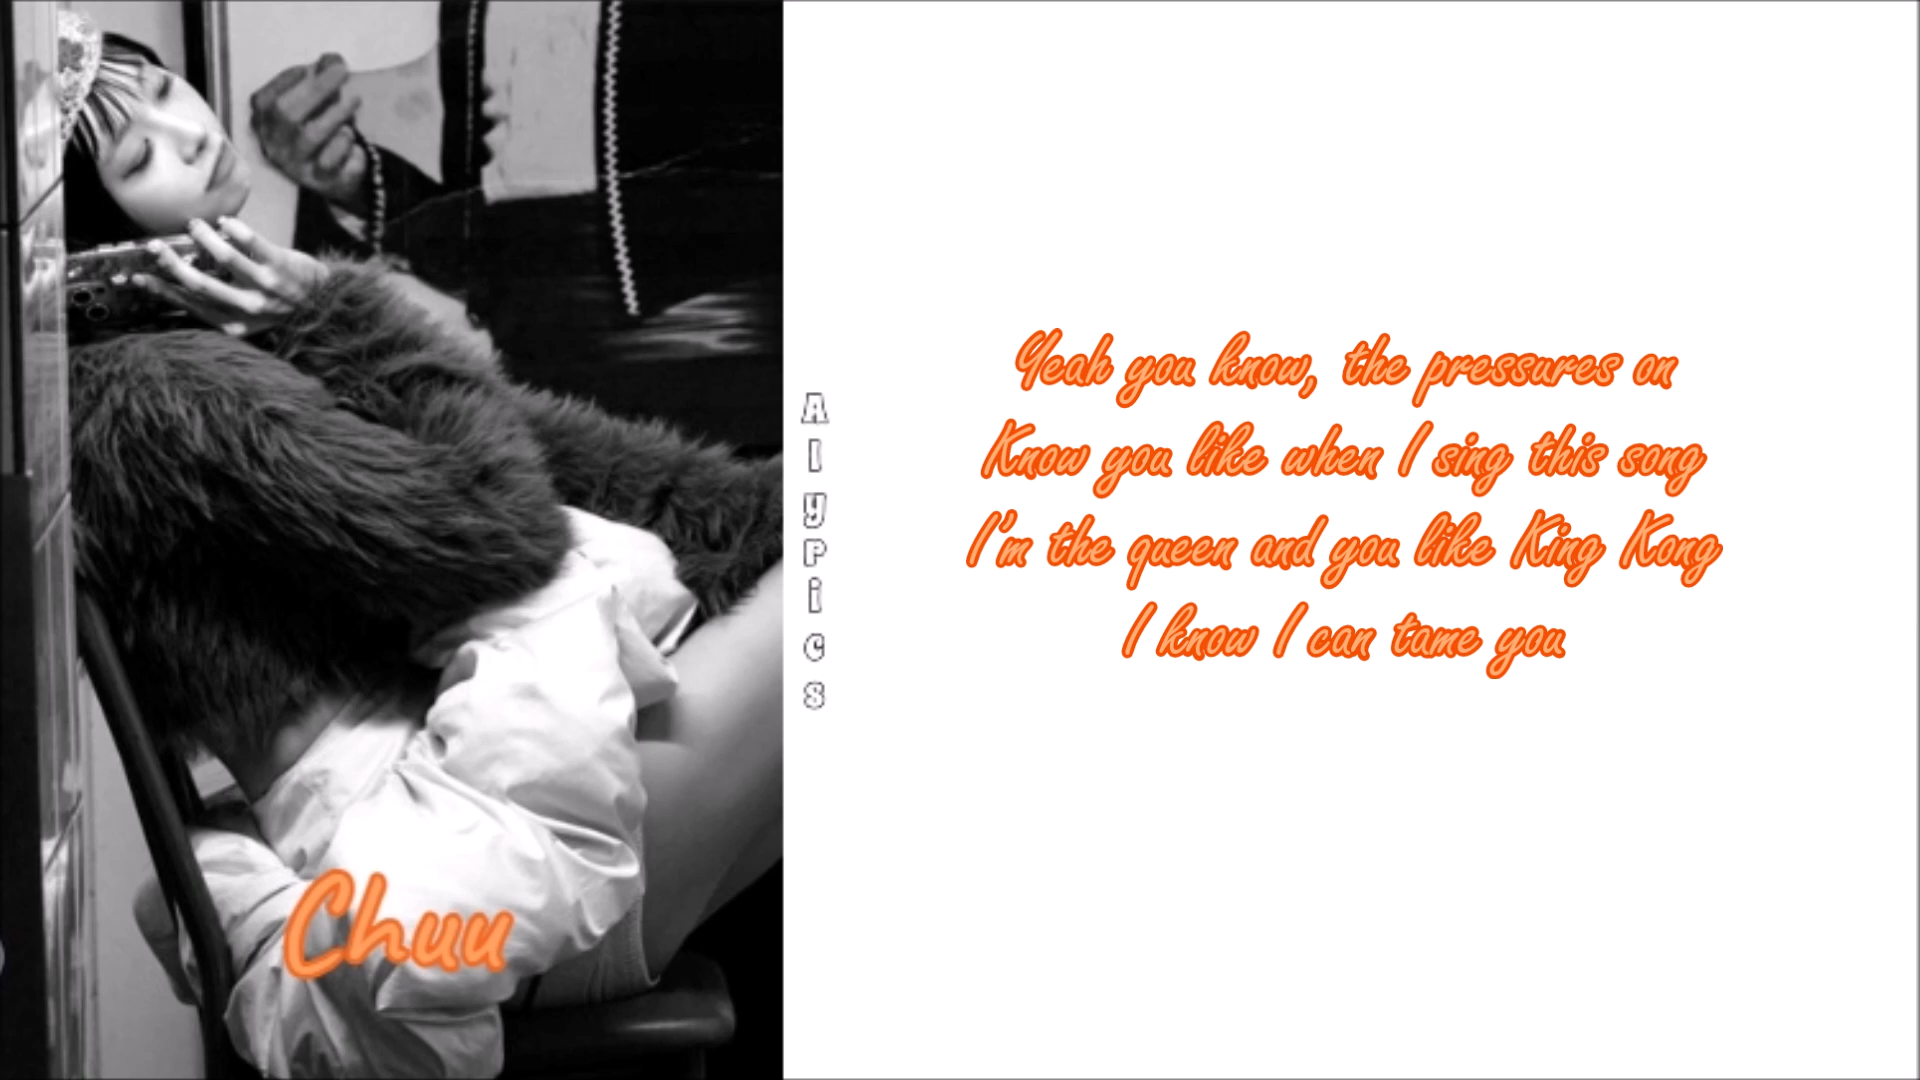 Chuu
Alypics
Yeah you know, the pressures on
Know you like when I sing this song
I'm the queen and you like King Kong
I know I can tame you